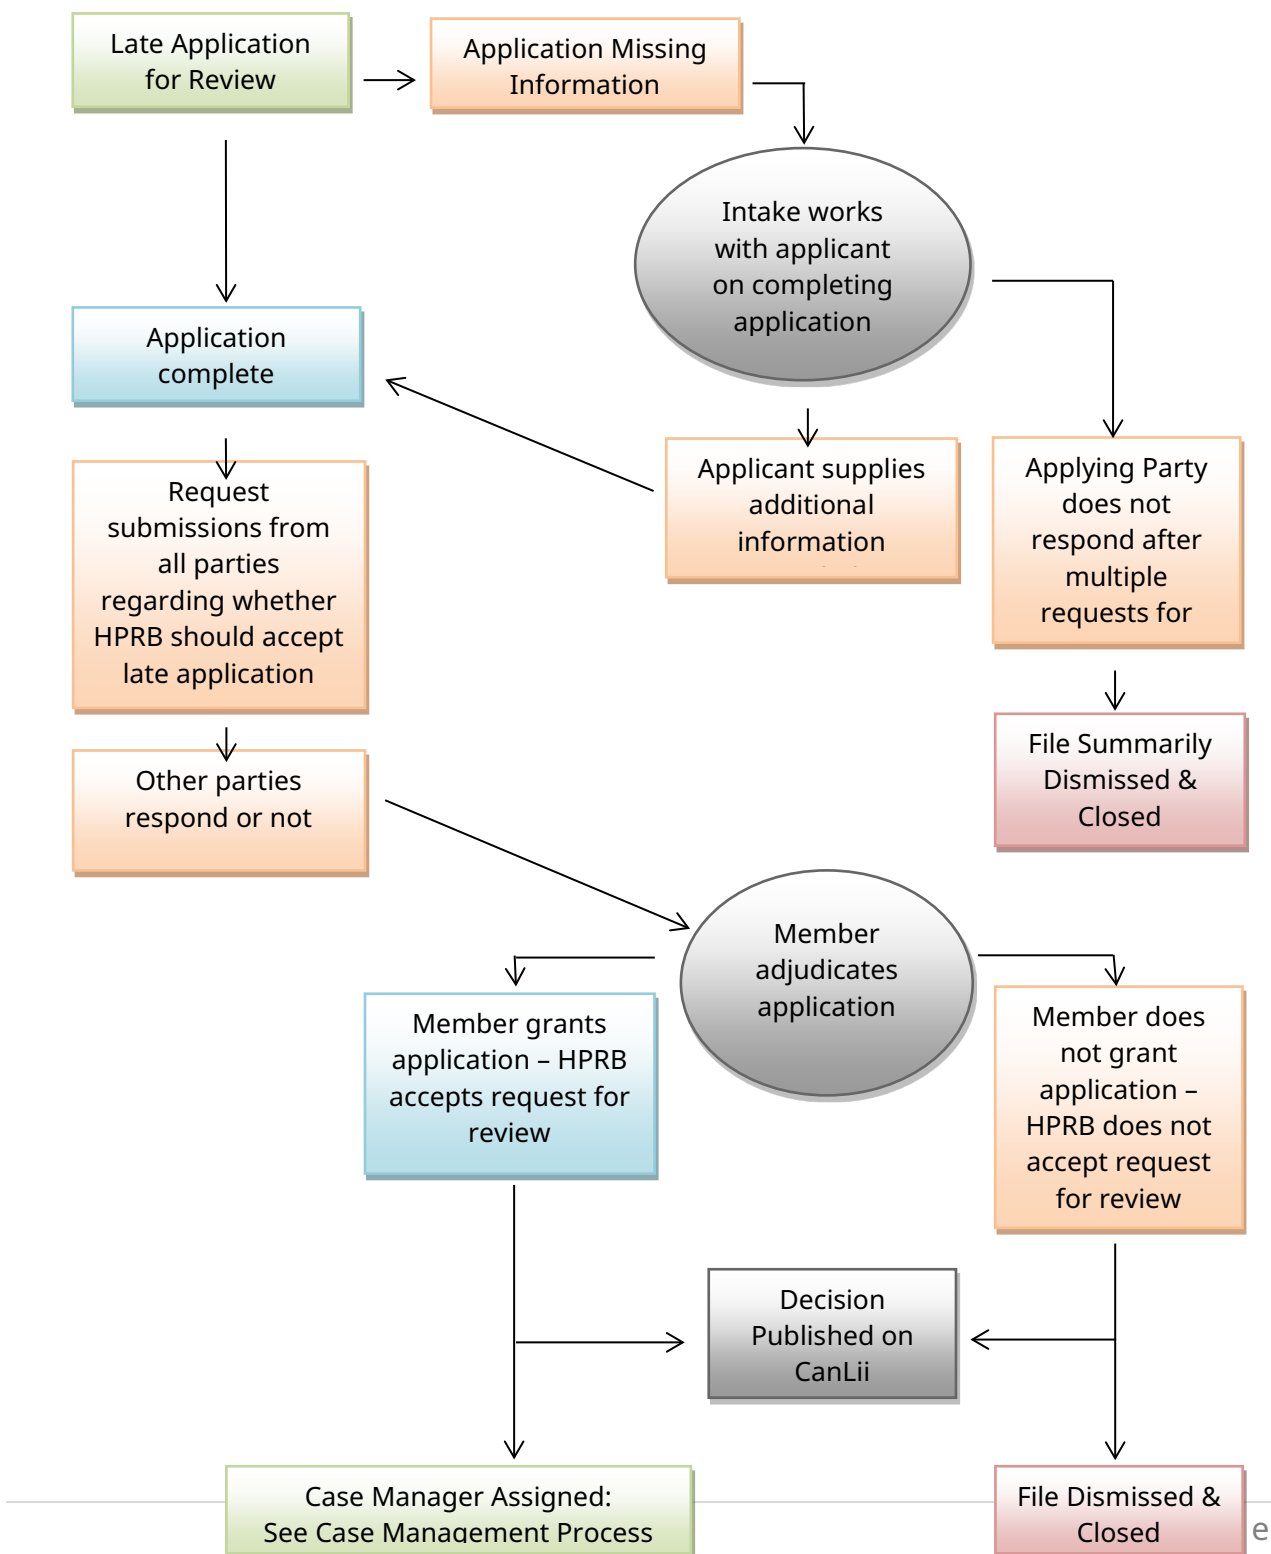 Late Application
for Review
Application Missing
Information
Intake works
with applicant
on completing
application
Application
complete
Applicant supplies
additional
information
Applying Party
does not
respond after
multiple
requests for
Request
submissions from
all parties
regarding whether
HPRB should accept
late application
File Summarily
Dismissed &
Closed
Other parties
respond or not
Member
adjudicates
application
Member grants
application – HPRB
accepts request for
review
Member does
not grant
application –
HPRB does not
accept request
for review
Decision
Published on
CanLii
Case Manager Assigned:
See Case Management Process
File Dismissed &
Closed
e